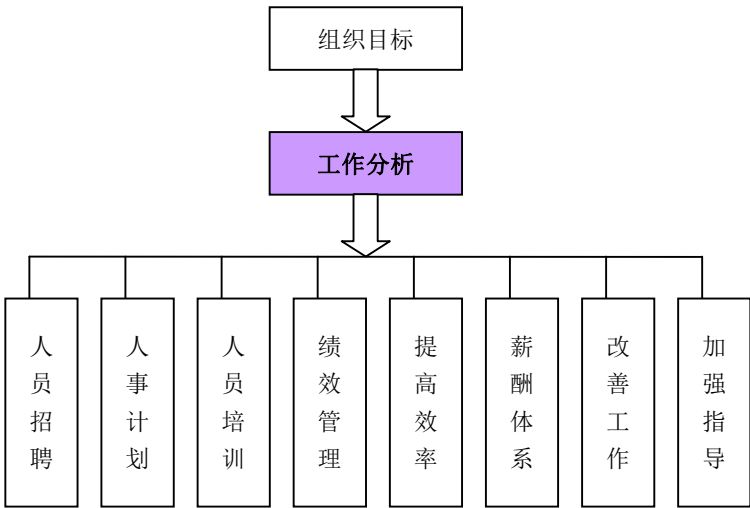 组织目标
工作分析
人员招聘
人事计划
人员培训
绩效管理
提高效率
薪酬体系
改善工作
加强指导